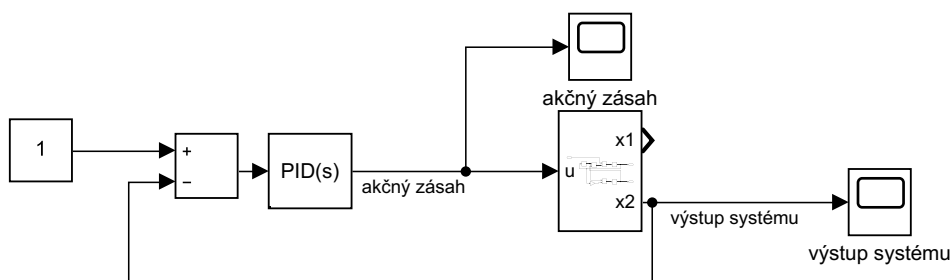 akčný zásah
1
+
−
PID(s)
akčný zásah
u
x1
x2
výstup systému
výstup systému